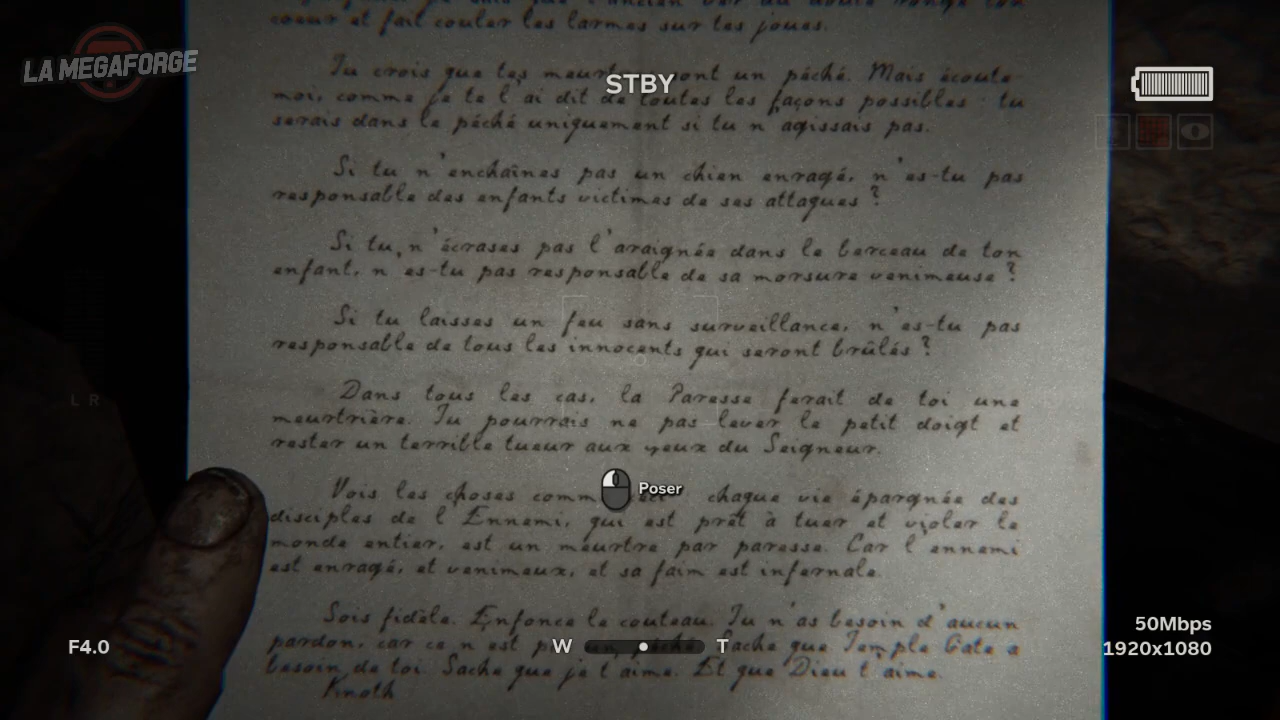 LA MEGAFORGE
STBY
coeur et fait couler les larmes sur tes joues.
Tu crois que tes meurtres sont un péché. Mais écoute-
moi, comme je te l'ai dit de toutes les façons possibles : tu
serais dans le péché uniquement si tu n'agissais pas.
Si tu n'enchaînes pas un chien enragé, n'es-tu pas
responsable des enfants victimes de ses attaques ?
Si tu n'écrases pas l'araignée dans le berceau de ton
enfant, n'es-tu pas responsable de sa morsure venimeuse ?
Si tu laisses un feu sans surveillance, n'es-tu pas
responsable de tous les innocents qui seront brûlés ?
L R
Dans tous les cas, la Paresse ferait de toi une
meurtrière. Tu pourrais ne pas lever le petit doigt et
rester un terrible tueur aux yeux du Seigneur.
Poser
Vois les choses comme ceci : chaque vie épargnée des
disciples de l'Ennemi, qui est prêt à tuer et violer le
monde entier, est un meurtre par paresse. Car l'ennemi
est enragé, et venimeux, et sa faim est infernale.
Sois fidèle. Enfonce le couteau. Tu n'as besoin d'aucun
pardon, car ce n'est pas un péché. Sache que Temple Gate a
besoin de toi. Sache que je t'aime. Et que Dieu t'aime.
Knoth
F4.0
W T
50Mbps
1920x1080